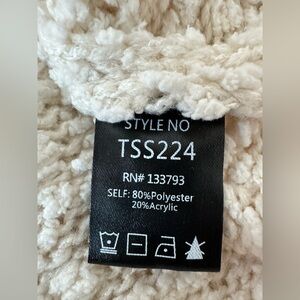 STYLE NO
TSS224
RN# 133793
SELF: 80%Polyester
20%Acrylic